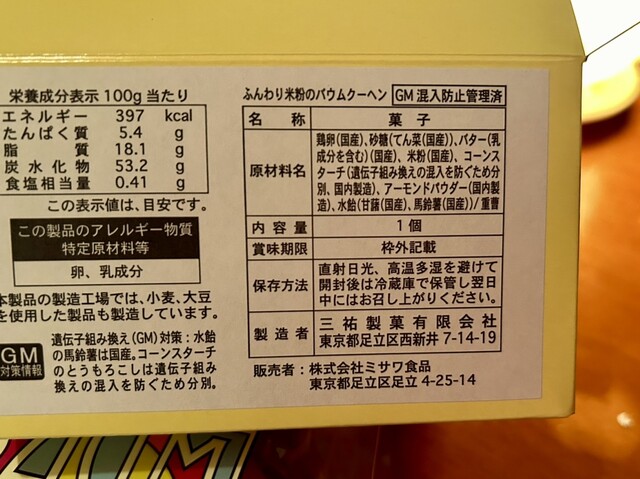 栄養成分表示 100g 当たり
エネルギー 397 kcal
たんぱく質 5.4 g
脂質 18.1 g
炭水化物 53.2 g
食塩相当量 0.41 g
この表示値は、目安です。
この製品のアレルギー物質
特定原材料等
卵、乳成分
本製品の製造工場では、小麦、大豆
を使用した製品も製造しています。
GM
対策情報
遺伝子組み換え(GM)対策:水飴
の馬鈴薯は国産。コーンスターチ
のとうもろこしは遺伝子組み
換えの混入を防ぐため分別。
ふんわり米粉のバウムクーヘン GM 混入防止管理済
名称 菓子
原材料名
鶏卵(国産)、砂糖(てん菜(国産))、バター(乳
成分を含む)(国産)、米粉(国産)、コーンス
ターチ(遺伝子組み換えの混入を防ぐため分
別、国内製造)、アーモンドパウダー(国内製
造)、水飴(甘藷(国産)、馬鈴薯(国産))/重曹
内容量 1個
賞味期限 枠外記載
保存方法
直射日光、高温多湿を避けて
開封後は冷蔵庫で保管し翌日
中にはお召し上がりください。
製造者
三祐製菓有限会社
東京都足立区西新井 7-14-19
販売者:株式会社ミサワ食品
東京都足立区足立 4-25-14